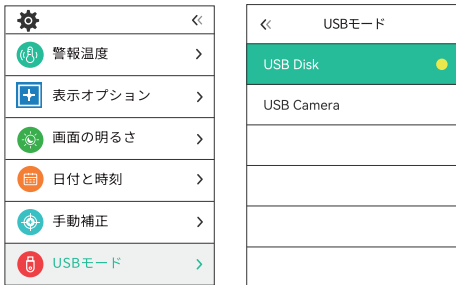 警報温度
表示オプション
画面の明るさ
日付と時刻
手動補正
USBモード
USBモード
USB Disk
USB Camera